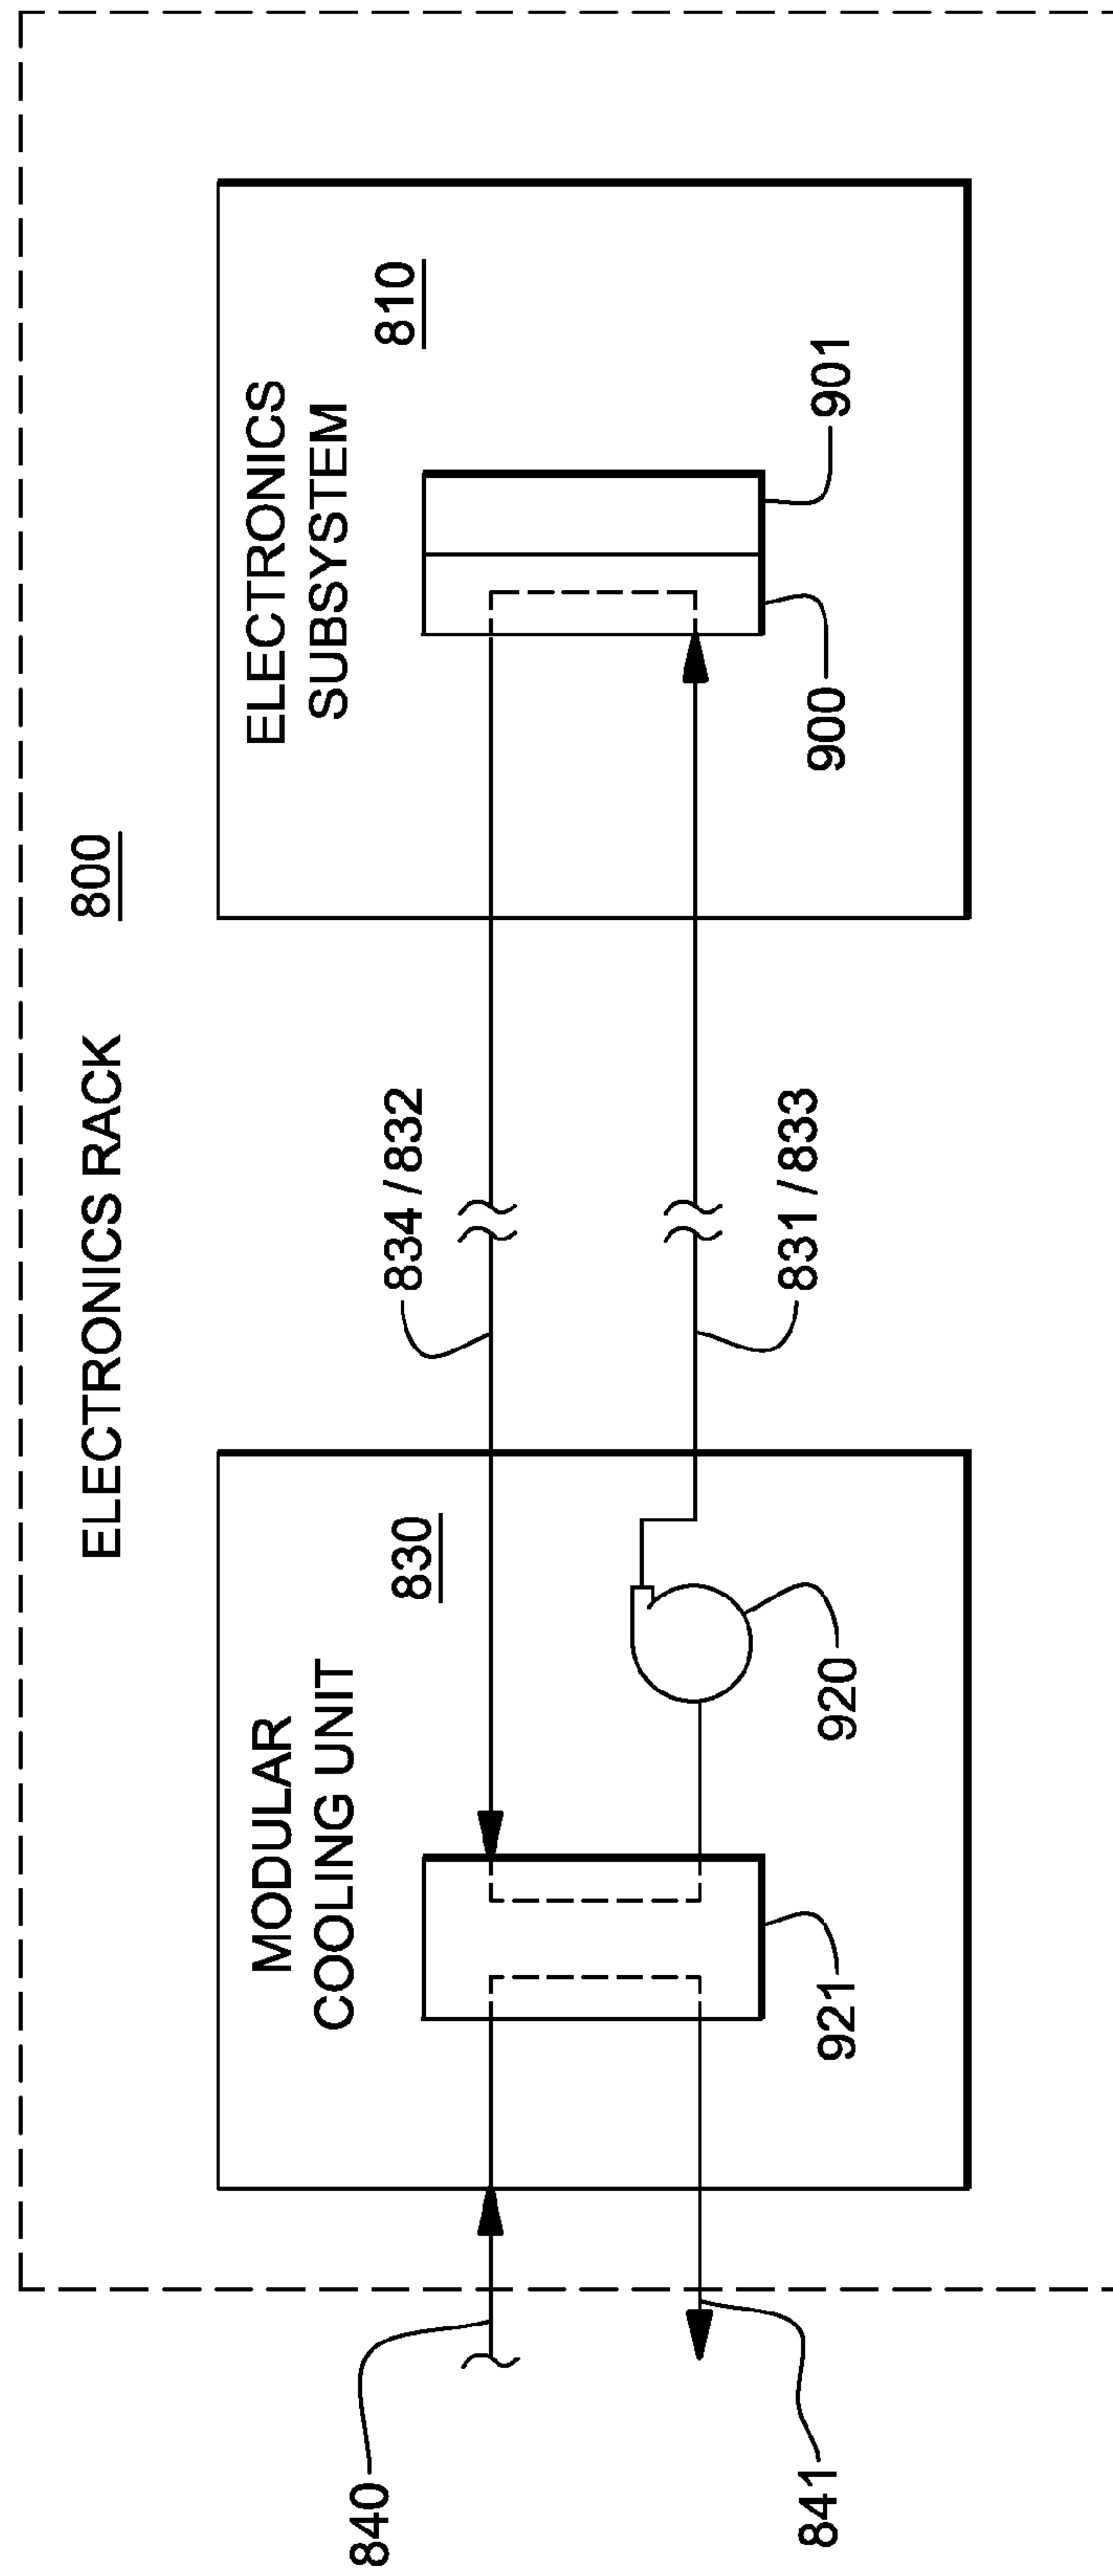 ELECTRONICS RACK
800
MODULAR
COOLING UNIT
830
ELECTRONICS
SUBSYSTEM
810
840
834 / 832
841
921
920
831 / 833
900
901